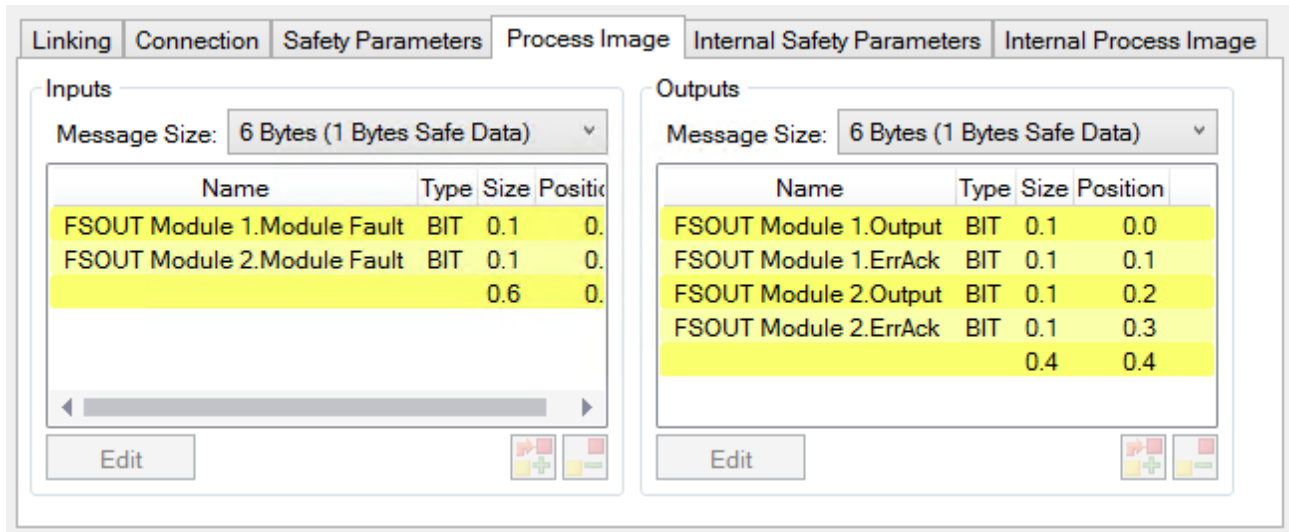 Linking Connection Safety Parameters Process Image Internal Safety Parameters Internal Process Image
Inputs
Message Size: 6 Bytes (1 Bytes Safe Data)
Name Type Size Positic
FSOUT Module 1.Module Fault BIT 0.1 0.
FSOUT Module 2.Module Fault BIT 0.1 0.
0.6 0.
Edit
Outputs
Message Size: 6 Bytes (1 Bytes Safe Data)
Name Type Size Position
FSOUT Module 1.Output BIT 0.1 0.0
FSOUT Module 1.ErrAck BIT 0.1 0.1
FSOUT Module 2.Output BIT 0.1 0.2
FSOUT Module 2.ErrAck BIT 0.1 0.3
0.4 0.4
Edit